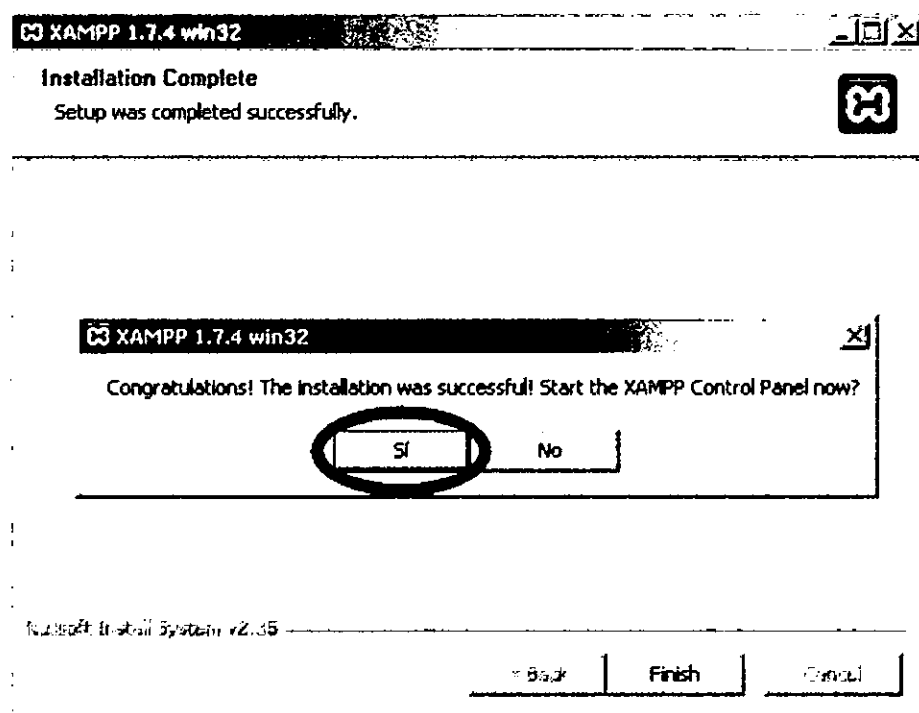 XAMPP 1.7.4 win32
Installation Complete
Setup was completed successfully.
XAMPP 1.7.4 win32
Congratulations! The installation was successful! Start the XAMPP Control Panel now?
Sí No
Nullsoft Install System v2.35
< Back Finish Cancel